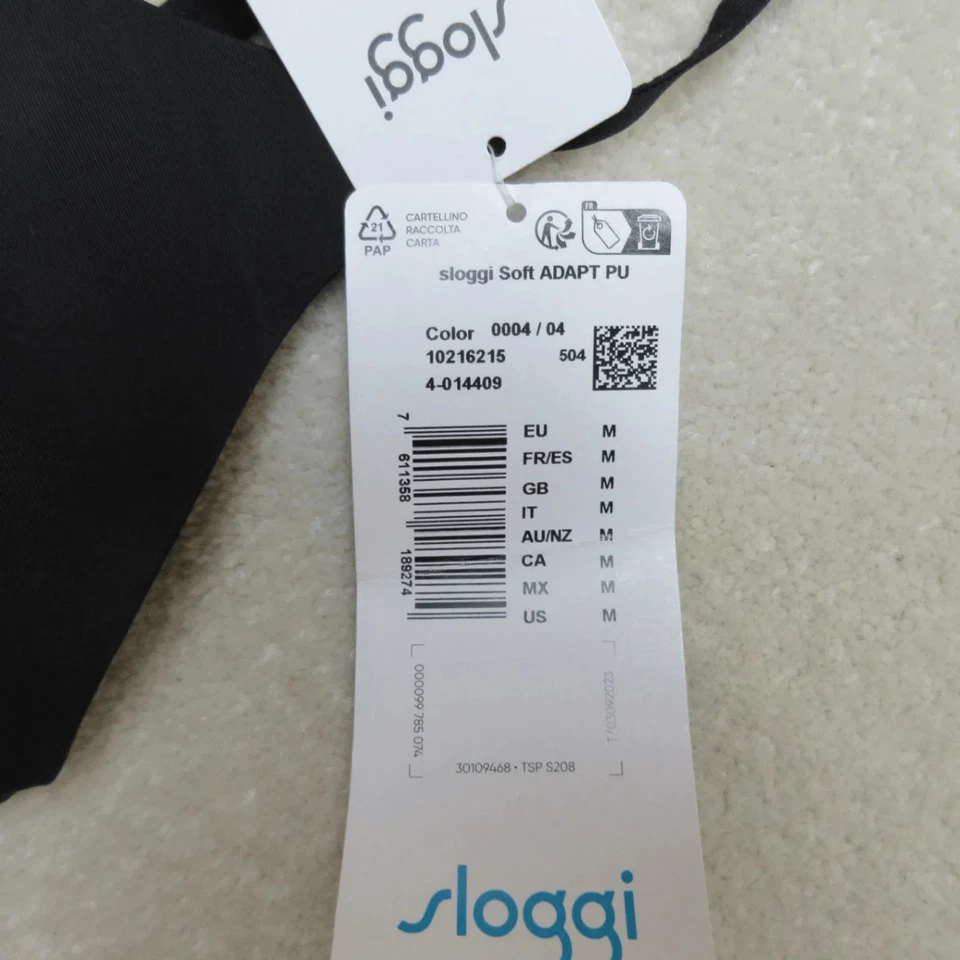 sloggi
21
PAP
CARTELLINO
RACCOLTA
CARTA
FR
sloggi Soft ADAPT PU
Color 0004 / 04
10216215 504
4-014409
7 611358 189274
EU M
FR/ES M
GB M
IT M
AU/NZ M
CA M
MX M
US M
000099 785 074
T/03092023
30109468 • TSP S208
sloggi